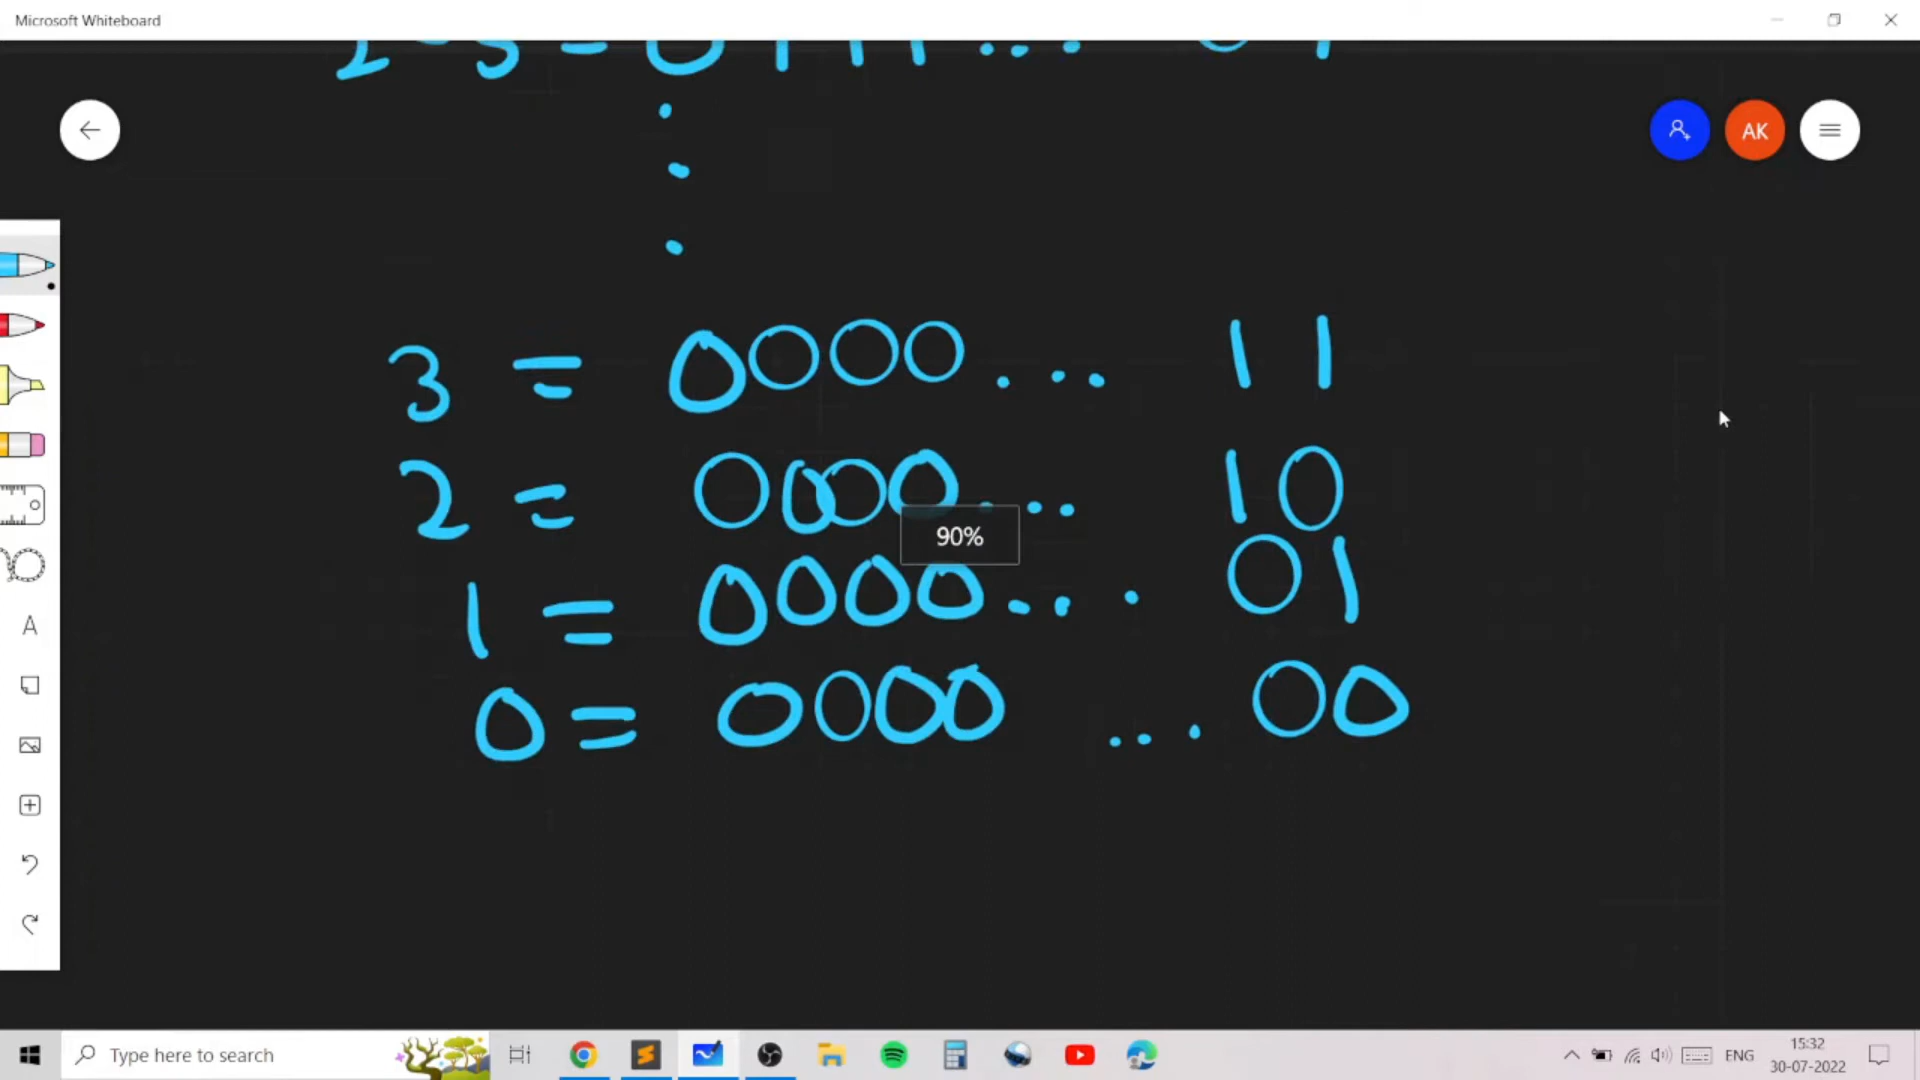 Microsoft Whiteboard
AK
3 = 0000... 11
2 = 0000... 10
90%
1 = 0000... 01
0 = 0000 ... 00
A
Type here to search
ENG
15:32
30-07-2022